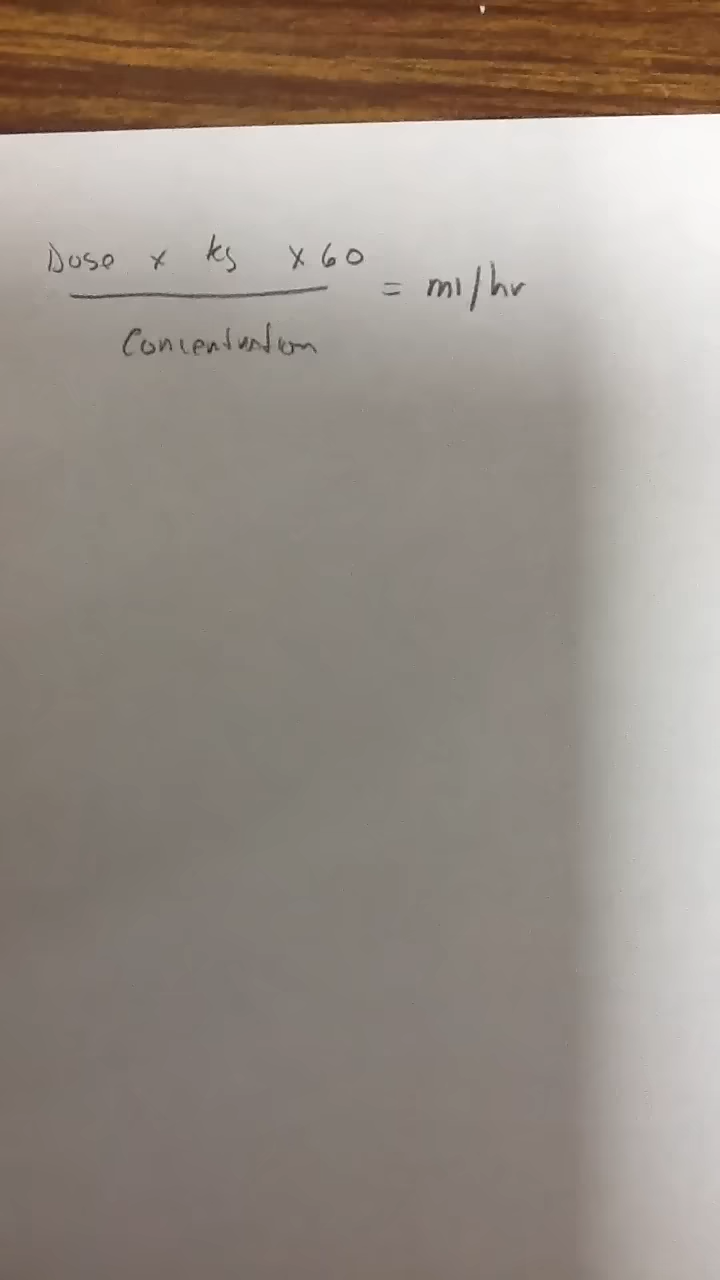 Dose x kg x 60
= ml/hr
Concentration